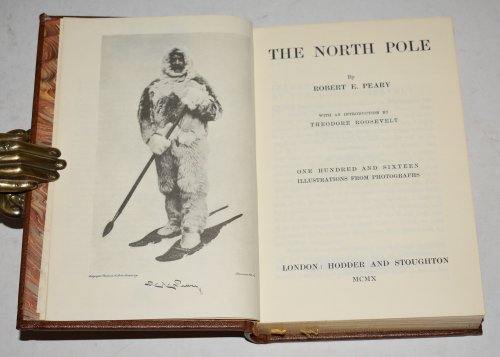 R. E. Peary
THE NORTH POLE
By
ROBERT E. PEARY
WITH AN INTRODUCTION BY
THEODORE ROOSEVELT
ONE HUNDRED AND SIXTEEN
ILLUSTRATIONS FROM PHOTOGRAPHS
LONDON: HODDER AND STOUGHTON
MCMX